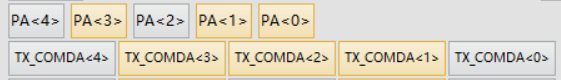 PA<4> PA<3> PA<2> PA<1> PA<0>
TX_COMDA<4> TX_COMDA<3> TX_COMDA<2> TX_COMDA<1> TX_COMDA<0>